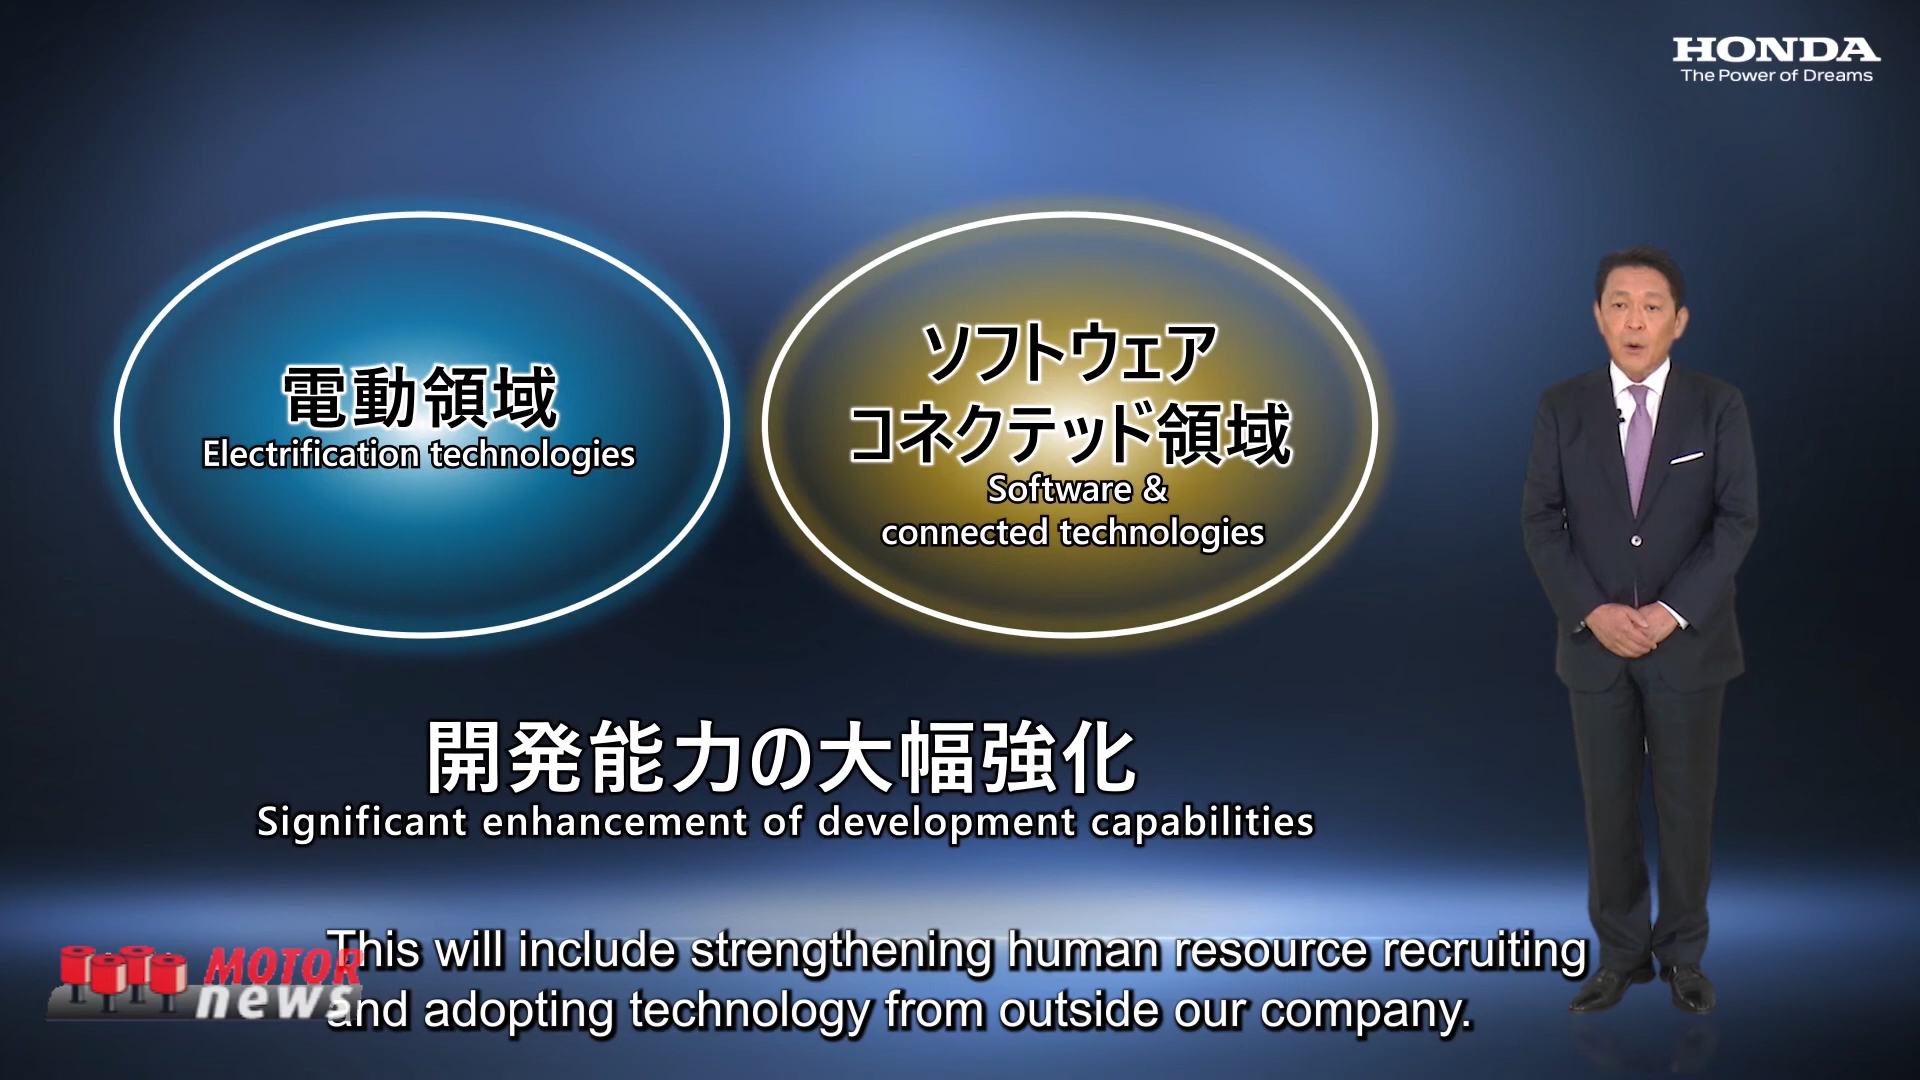 HONDA
The Power of Dreams
電動領域
Electrification technologies
ソフトウェア
コネクテッド領域
Software &
connected technologies
開発能力の大幅強化
Significant enhancement of development capabilities
This will include strengthening human resource recruiting
and adopting technology from outside our company.
MOTOR
news